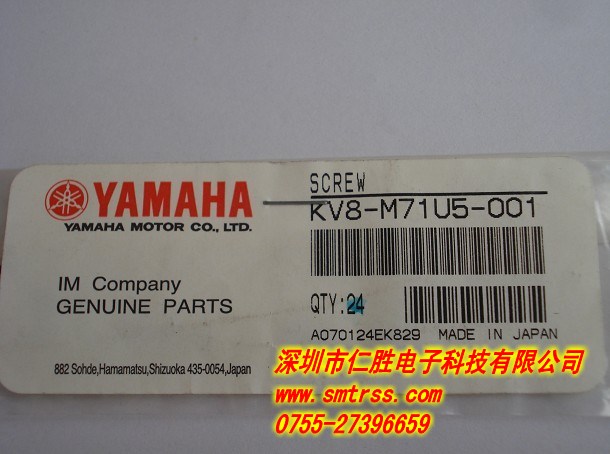 YAMAHA
YAMAHA MOTOR CO., LTD.
IM Company
GENUINE PARTS
882 Sohde,Hamamatsu,Shizuoka 435-0054,Japan
SCREW
KV8-M71U5-001
QTY:24
A070124EK829 MADE IN JAPAN
深圳市仁胜电子科技有限公司
www.smtrss.com
0755-27396659